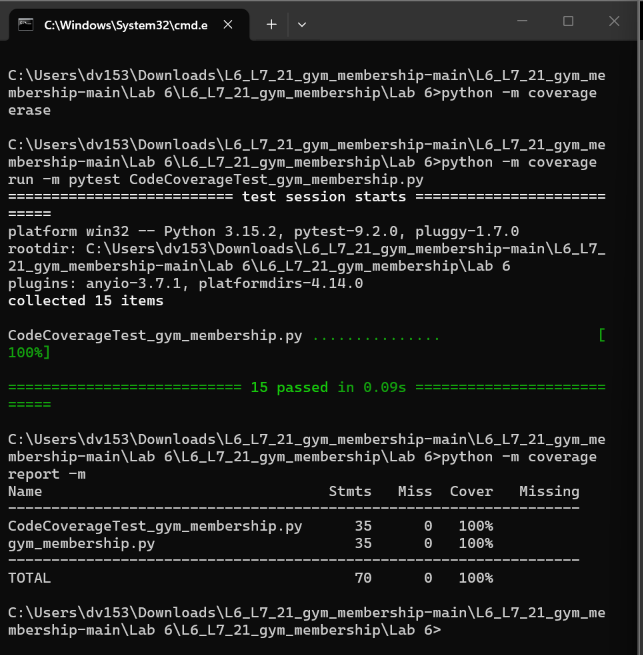 C:\Windows\System32\cmd.e
C:\Users\dv153\Downloads\L6_L7_21_gym_membership-main\L6_L7_21_gym_me
mbership-main\Lab 6\L6_L7_21_gym_membership\Lab 6>python -m coverage
erase
C:\Users\dv153\Downloads\L6_L7_21_gym_membership-main\L6_L7_21_gym_me
mbership-main\Lab 6\L6_L7_21_gym_membership\Lab 6>python -m coverage
run -m pytest CodeCoverageTest_gym_membership.py
========================== test session starts ======================
=====
platform win32 -- Python 3.15.2, pytest-9.2.0, pluggy-1.7.0
rootdir: C:\Users\dv153\Downloads\L6_L7_21_gym_membership-main\L6_L7_
21_gym_membership-main\Lab 6\L6_L7_21_gym_membership\Lab 6
plugins: anyio-3.7.1, platformdirs-4.14.0
collected 15 items
CodeCoverageTest_gym_membership.py ............... [
100%]
=========================== 15 passed in 0.09s ======================
=====
C:\Users\dv153\Downloads\L6_L7_21_gym_membership-main\L6_L7_21_gym_me
mbership-main\Lab 6\L6_L7_21_gym_membership\Lab 6>python -m coverage
report -m
Name Stmts Miss Cover Missing
------------------------------------------------------------------
CodeCoverageTest_gym_membership.py 35 0 100%
gym_membership.py 35 0 100%
------------------------------------------------------------------
TOTAL 70 0 100%
C:\Users\dv153\Downloads\L6_L7_21_gym_membership-main\L6_L7_21_gym_me
mbership-main\Lab 6\L6_L7_21_gym_membership\Lab 6>